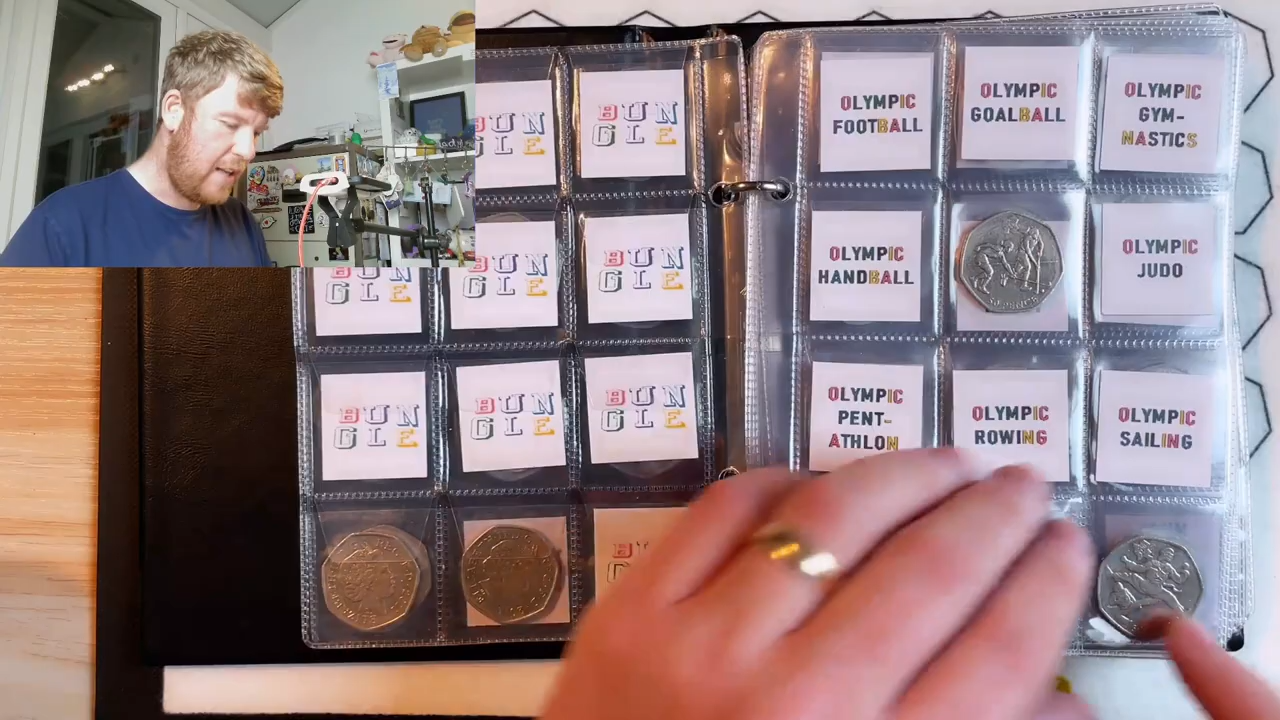 BUN
GLE
BUN
GLE
OLYMPIC
FOOTBALL
OLYMPIC
GOALBALL
OLYMPIC
GYM-
NASTICS
BUN
GLE
BUN
GLE
BUN
GLE
OLYMPIC
HANDBALL
OLYMPIC
JUDO
BUN
GLE
BUN
GLE
BUN
GLE
OLYMPIC
PENT-
ATHLON
OLYMPIC
ROWING
OLYMPIC
SAILING